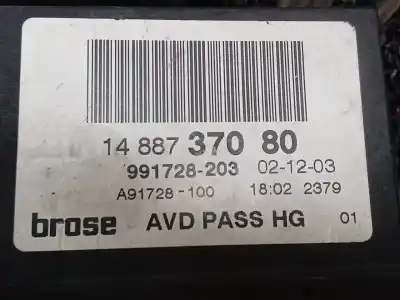 14 887 370 80
991728-203 02-12-03
A91728-100 18:02 2379
brose AVD PASS HG 01